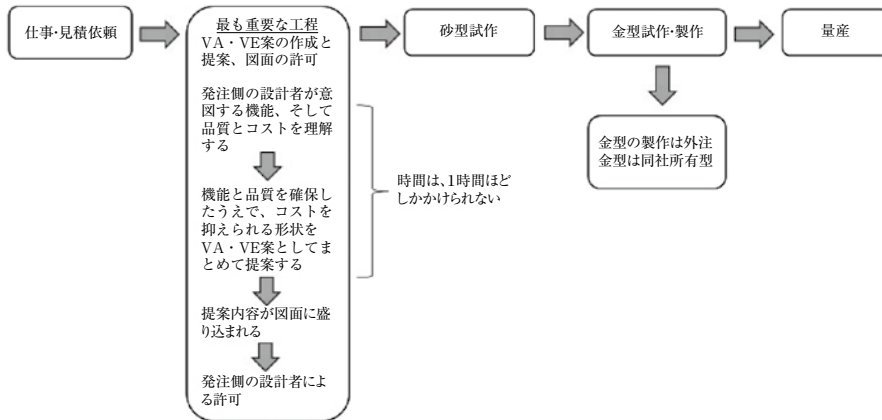 仕事・見積依頼
最も重要な工程
VA・VE案の作成と
提案、図面の許可
発注側の設計者が意
図する機能、そして
品質とコストを理解
する
機能と品質を確保し
たうえで、コストを
抑えられる形状を
VA・VE案としてま
とめて提案する
提案内容が図面に盛
り込まれる
発注側の設計者によ
る許可
時間は、1時間ほど
しかかけられない
砂型試作
金型試作・製作
金型の製作は外注
金型は同社所有型
量産